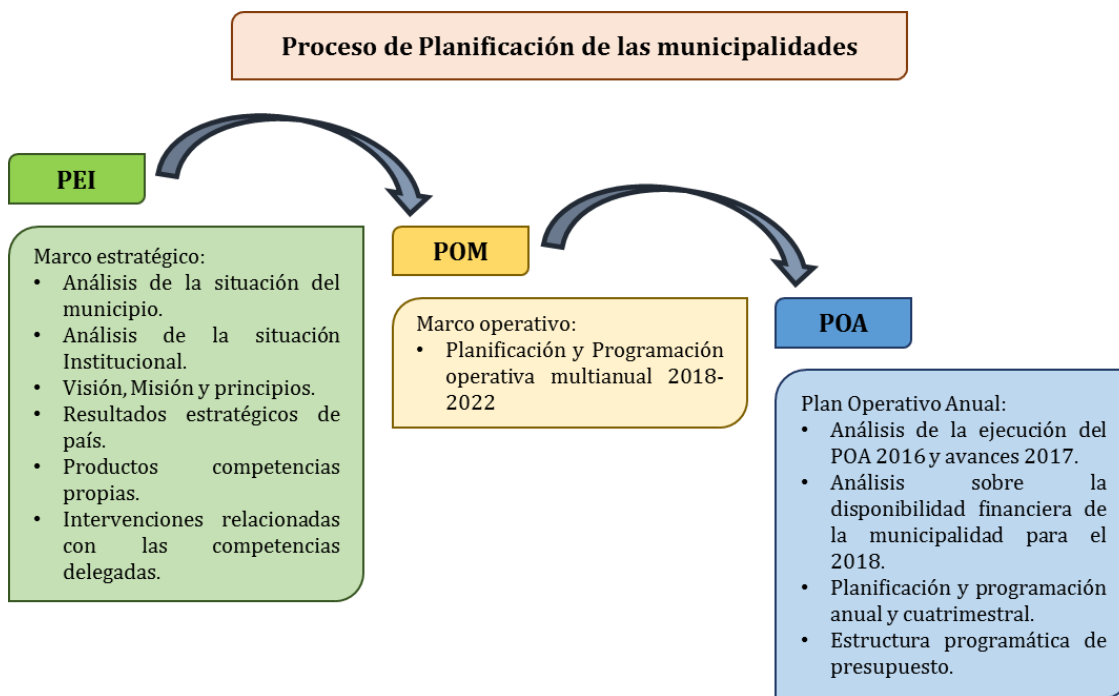 Proceso de Planificación de las municipalidades
PEI
Marco estratégico:
• Análisis de la situación del
municipio.
• Análisis de la situación
Institucional.
• Visión, Misión y principios.
• Resultados estratégicos de
país.
• Productos competencias
propias.
• Intervenciones relacionadas
con las competencias
delegadas.
POM
Marco operativo:
• Planificación y Programación
operativa multianual 2018-
2022
POA
Plan Operativo Anual:
• Análisis de la ejecución del
POA 2016 y avances 2017.
• Análisis sobre la
disponibilidad financiera de
la municipalidad para el
2018.
• Planificación y programación
anual y cuatrimestral.
• Estructura programática de
presupuesto.